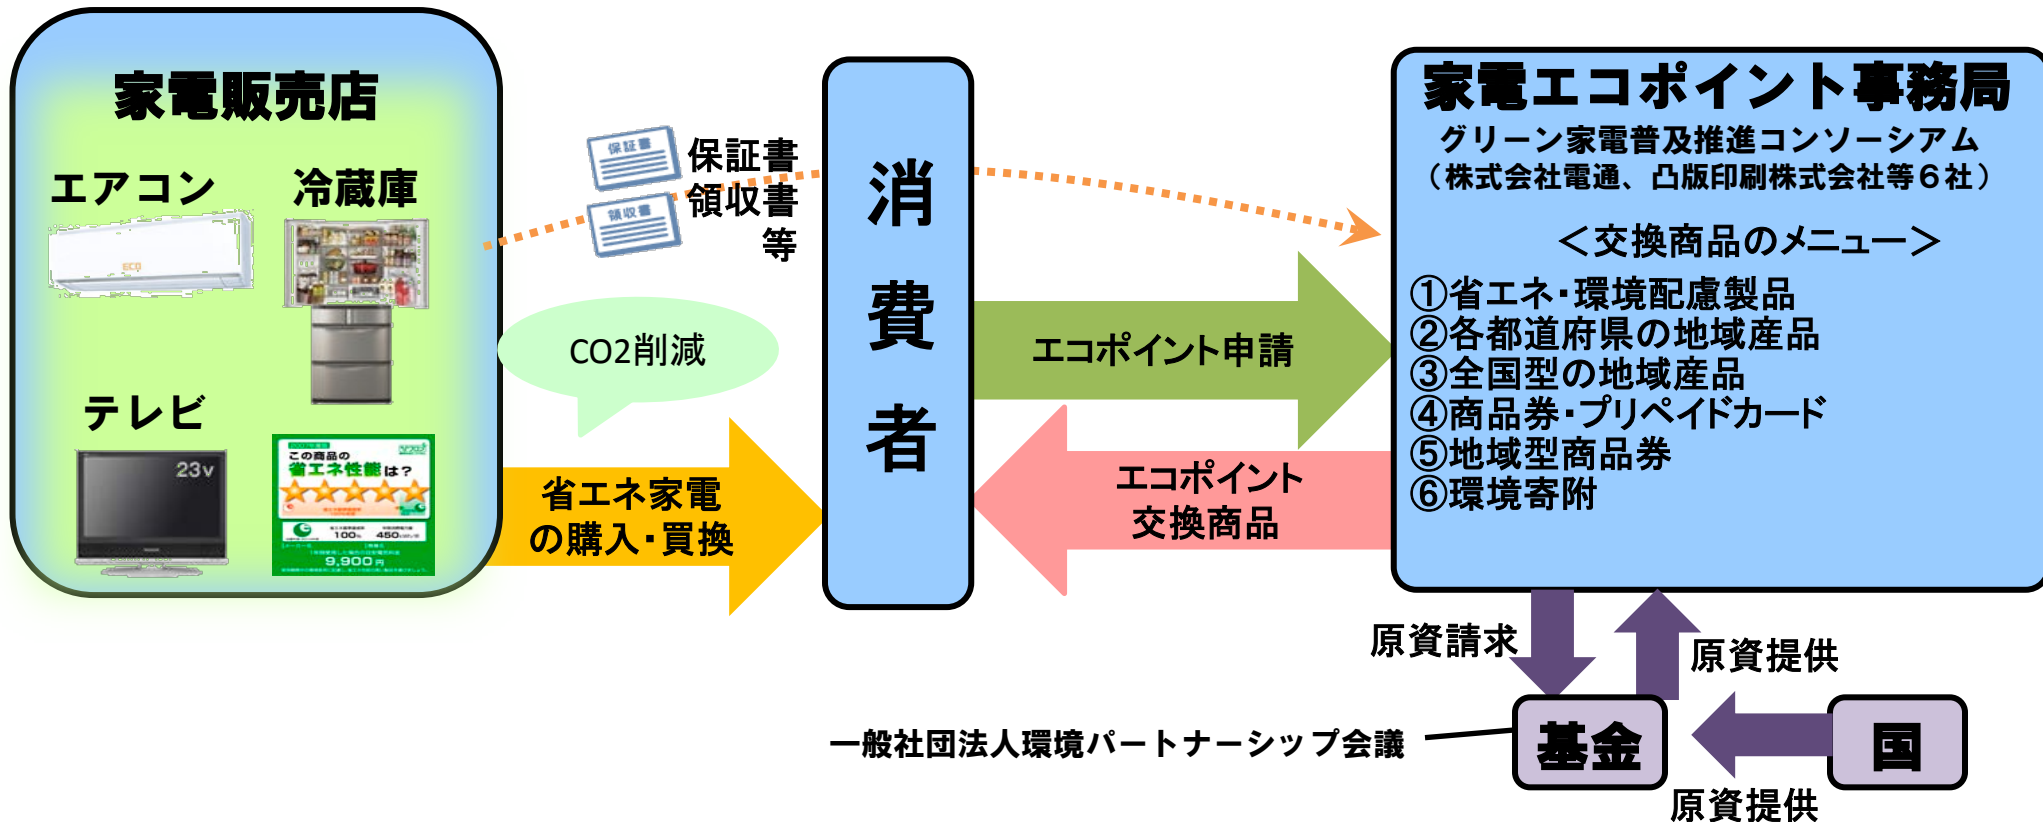 家電販売店
エアコン
冷蔵庫
ECO
テレビ
23v
この商品の
省エネ性能は?
100%
9,900円
保証書
領収書
保証書
領収書
等
CO2削減
省エネ家電
の購入・買換
消費者
エコポイント申請
エコポイント
交換商品
家電エコポイント事務局
グリーン家電普及推進コンソーシアム
（株式会社電通、凸版印刷株式会社等６社）
＜交換商品のメニュー＞
①省エネ・環境配慮製品
②各都道府県の地域産品
③全国型の地域産品
④商品券・プリペイドカード
⑤地域型商品券
⑥環境寄附
原資請求
原資提供
一般社団法人環境パートナーシップ会議
基金
国
原資提供